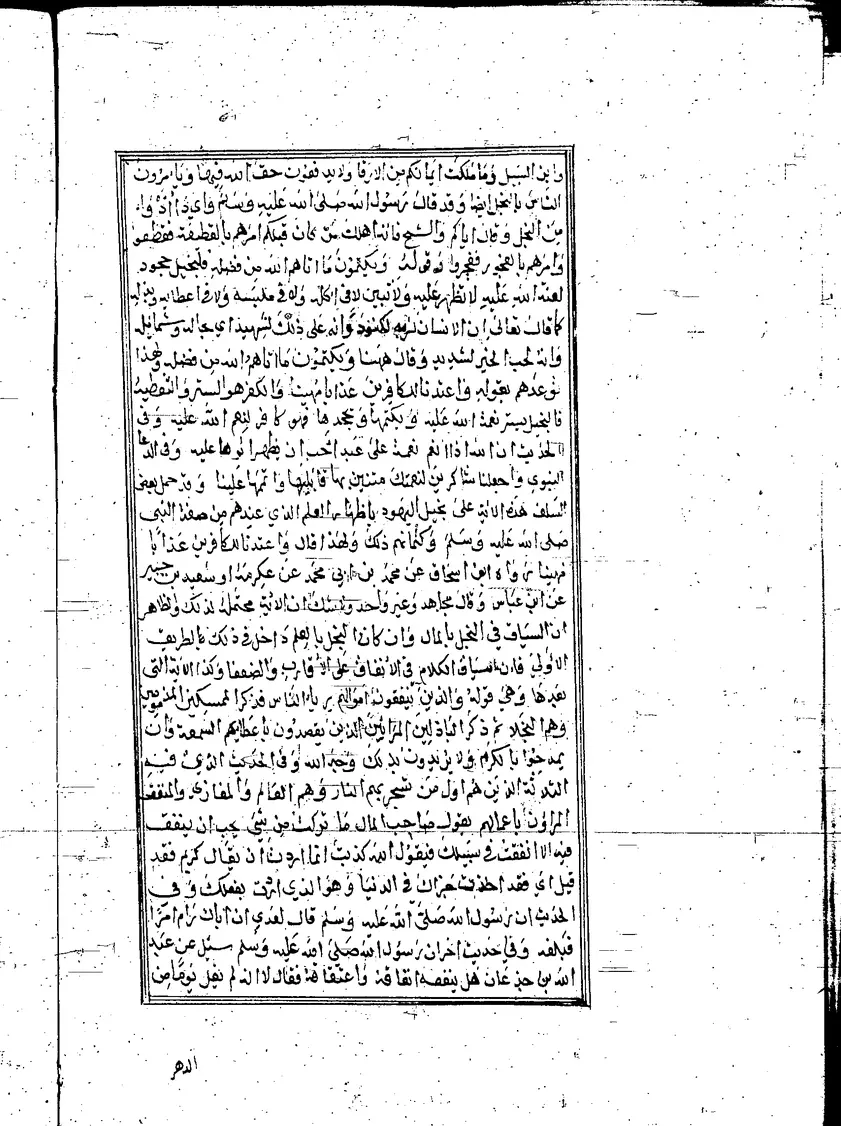 وابن السبيل وما ملكت ايمانكم من الارقا ولا يدفعون حق الله فيها ويامرون
الناس بالبخل ايضا وقد قال رسول الله صلى الله عليه وسلم واي دآ ادوا
من البخل وقال اياكم والشح فانه اهلك من كان قبلكم امرهم بالقطيعة فقطعوا
وامرهم بالفجور ففجروا وقوله ويكتمون ما اتاهم الله من فضله فالبخيل جحود
لنعمة الله عليه لا تظهر عليه ولا تبين لا في اكله ولا في ملبسه ولا في اعطائه وبذله
كما قال تعالى ان الانسان لربه لكنود وانه على ذلك لشهيد اي بحاله وشمائله
وانه لحب الخير لشديد وقال ههنا ويكتمون ما اتاهم الله من فضله ولهذا
توعدهم بقوله واعتدنا للكافرين عذابا مهينا والكفر هو الستر والتغطية
فالبخيل يستر نعمة الله عليه ويكتمها ويجحدها فهو كافر لنعم الله عليه وفي
الحديث ان الله اذا انعم نعمة على عبد احب ان يظهر اثرها عليه وفي الدعا
النبوي واجعلنا شاكرين لنعمتك مثنين بها قابليها واتمها علينا وقد حمل بعض
السلف هذه الاية على بخل اليهود باظهار العلم الذي عندهم من صفة النبي
صلى الله عليه وسلم وكتمانهم ذلك ولهذا قال واعتدنا للكافرين عذابا
مهينا رواه ابن اسحاق عن محمد بن ابي محمد عن عكرمة او سعيد بن جبير
عن ابن عباس وقال مجاهد وغير واحد ولا شك ان الاية محتملة لذلك والظاهر
ان السياق في البخل بالمال وان كان البخل بالعلم داخل في ذلك بالطريق
الاولى فان سياق الكلام في الانفاق على الاقارب والضعفا وكذا الاية التي
بعدها وهي قوله والذين ينفقون اموالهم رياء الناس فذكر الممسكين المذمومين
وهم البخلا ثم ذكر الباذلين المرائين الذين يقصدون باعطائهم السمعة وان
يمدحوا بالكرم ولا يريدون بذلك وجه الله وفي الحديث الذي فيه
الثلاثة الذين هم اول من تسجر بهم النار وهم العالم والغازي والمنفق
المراؤن باعمالهم يقول صاحب المال ما تركت من شي يحب ان ينفق
فيه الا انفقت في سبيلك فيقول الله كذبت انما اردت ان يقال كريم فقد
قيل اي فقد اخذت جزاك في الدنيا وهو الذي اردت بفعلك وفي
الحديث ان رسول الله صلى الله عليه وسلم قال لعدي ان اباك رام امرا
فبلغه وفي حديث اخر ان رسول الله صلى الله عليه وسلم سئل عن عبد
الله بن جدعان هل ينفعه انفاقه واعتقاقه فقال لا انه لم يقل يوما من
الدهر